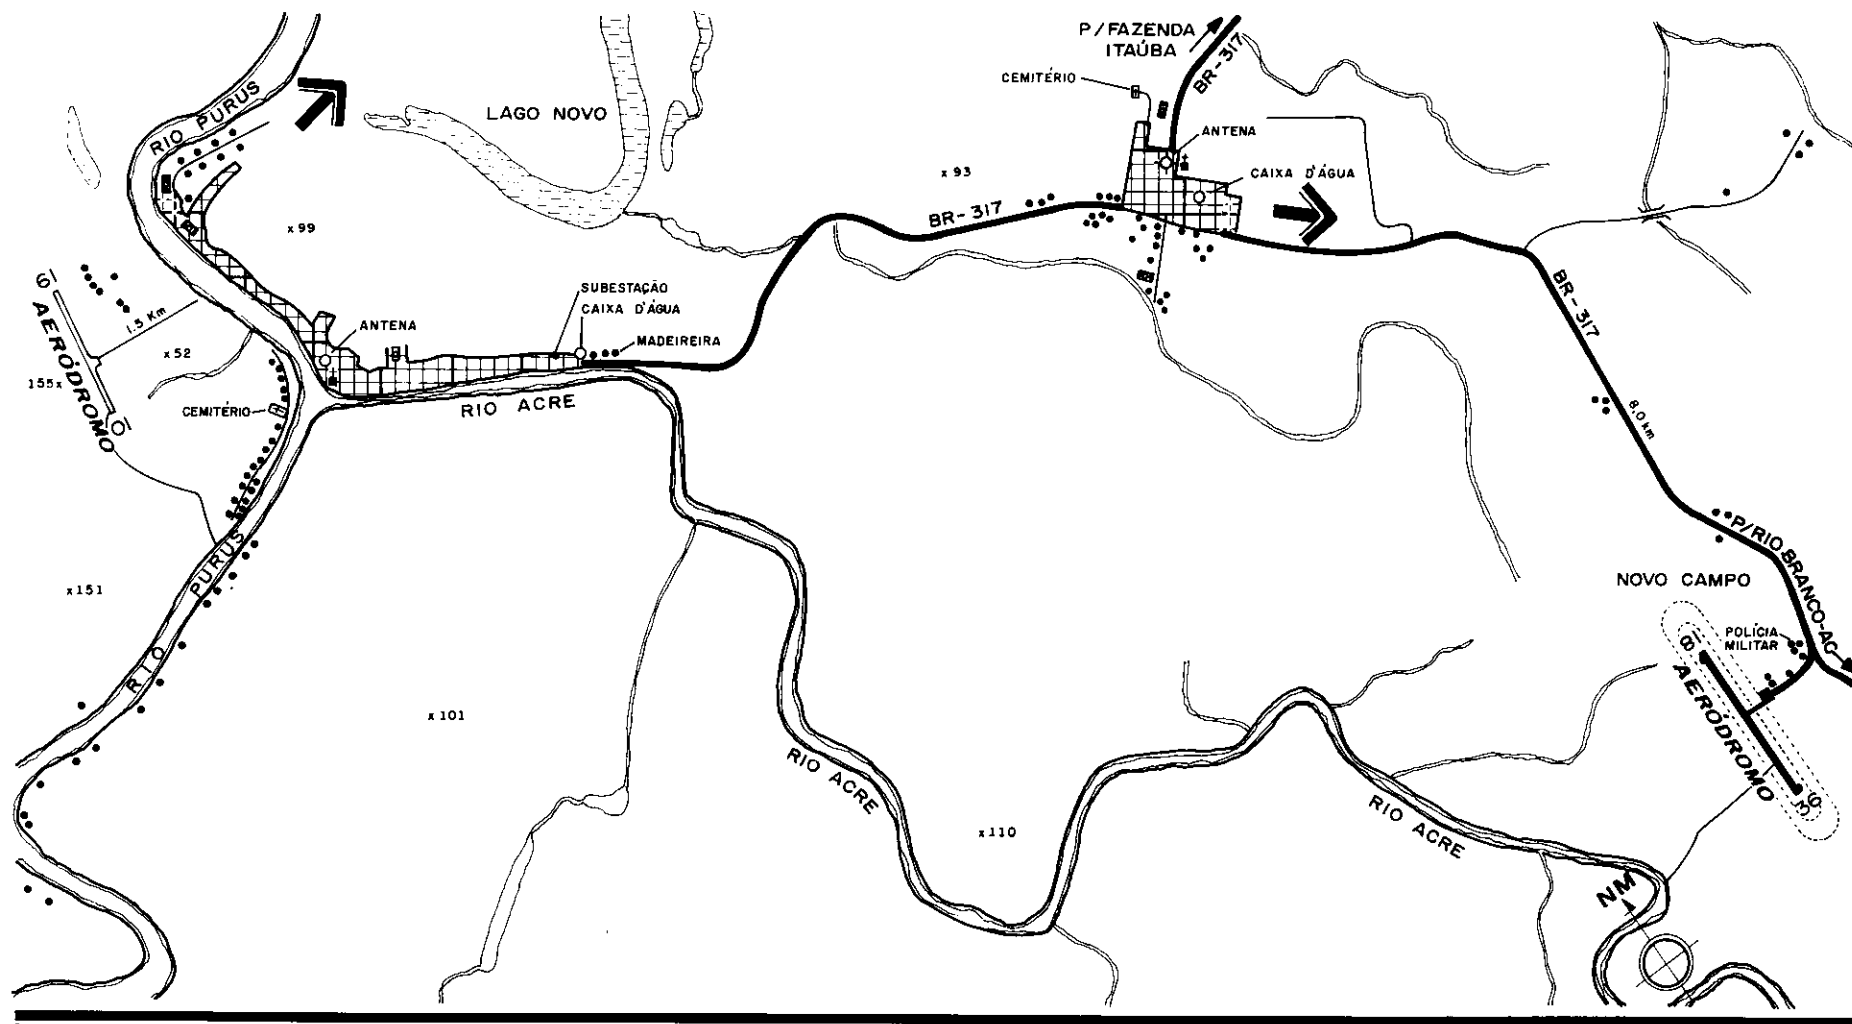 P/FAZENDA
ITAÚBA
BR-317
CEMITÉRIO
RIO PURUS
LAGO NOVO
ANTENA
x 93
CAIXA D'ÁGUA
BR-317
x 99
SUBESTAÇÃO
CAIXA D'ÁGUA
MADEIREIRA
ANTENA
BR-317
1.5 Km
x 52
155x
AERÓDROMO
CEMITÉRIO
RIO ACRE
8,0 km
P/RIO BRANCO-AC
RIO PURUS
x 151
NOVO CAMPO
POLÍCIA
MILITAR
18
AERÓDROMO
36
x 101
RIO ACRE
x 110
RIO ACRE
NM